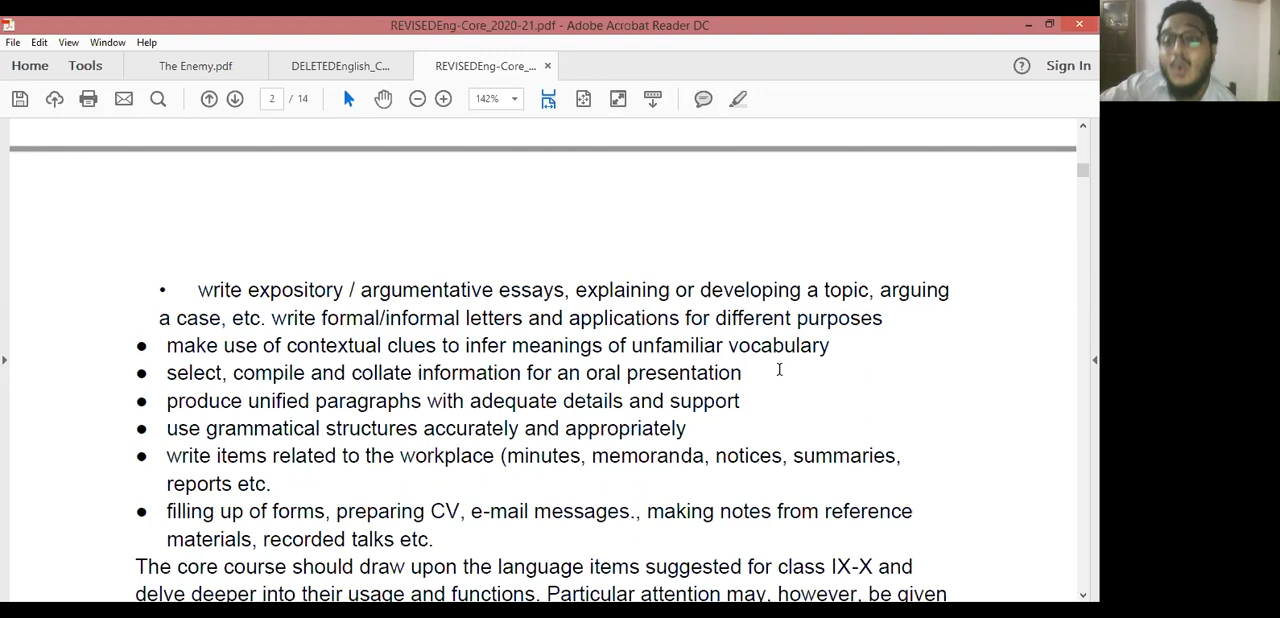 REVISEDEng-Core_2020-21.pdf - Adobe Acrobat Reader DC
File Edit View Window Help
Home Tools The Enemy.pdf DELETEDEnglish_C... REVISEDEng-Core_... × ? Sign In
2 / 14 142%
• write expository / argumentative essays, explaining or developing a topic, arguing
a case, etc. write formal/informal letters and applications for different purposes
● make use of contextual clues to infer meanings of unfamiliar vocabulary
● select, compile and collate information for an oral presentation
● produce unified paragraphs with adequate details and support
● use grammatical structures accurately and appropriately
● write items related to the workplace (minutes, memoranda, notices, summaries,
reports etc.
● filling up of forms, preparing CV, e-mail messages., making notes from reference
materials, recorded talks etc.
The core course should draw upon the language items suggested for class IX-X and
delve deeper into their usage and functions. Particular attention may, however, be given